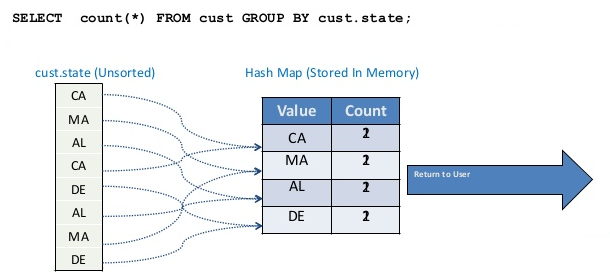 SELECT  count(*) FROM cust GROUP BY cust.state;
cust.state (Unsorted)
CA
MA
AL
CA
DE
AL
MA
DE
Hash Map (Stored In Memory)
Value Count
CA 2
MA 2
AL 2
DE 2
Return to User